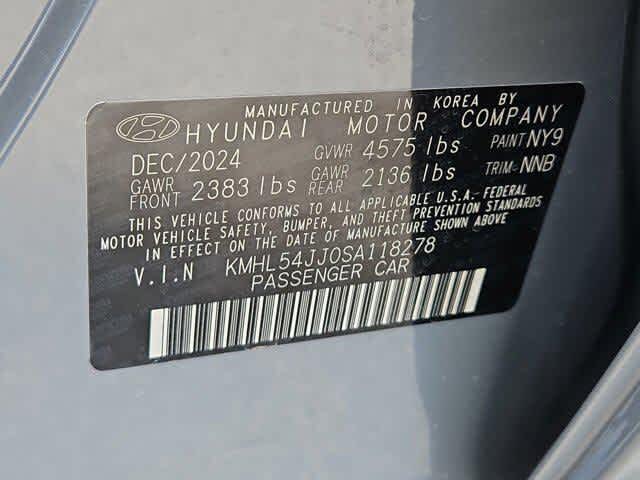 MANUFACTURED IN KOREA BY
HYUNDAI MOTOR COMPANY
DEC/2024 GVWR 4575 lbs PAINT NY9
GAWR FRONT 2383 lbs GAWR REAR 2136 lbs TRIM NNB
THIS VEHICLE CONFORMS TO ALL APPLICABLE U.S.A. FEDERAL
MOTOR VEHICLE SAFETY, BUMPER, AND THEFT PREVENTION STANDARDS
IN EFFECT ON THE DATE OF MANUFACTURE SHOWN ABOVE
V.I.N KMHL54JJ0SA118278
PASSENGER CAR